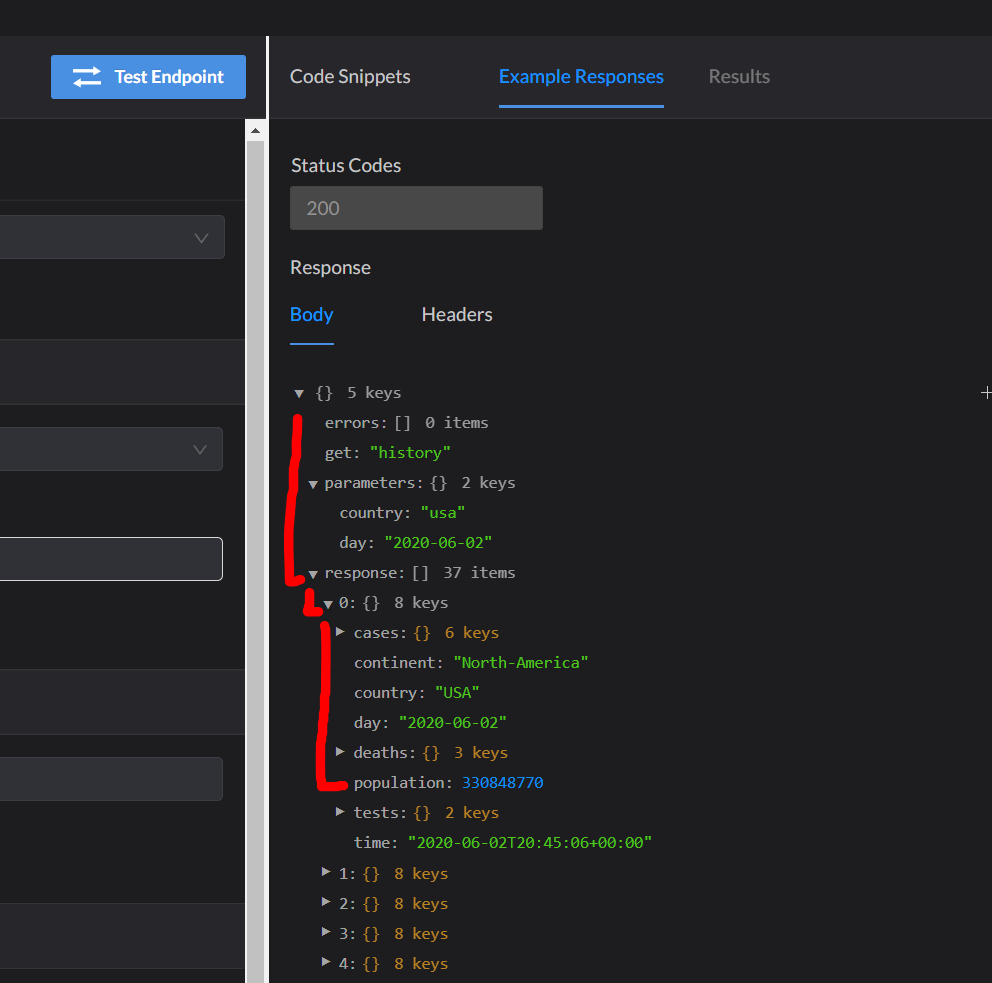 Test Endpoint
Code Snippets
Example Responses
Results
Status Codes
200
Response
Body
Headers
{} 5 keys
errors: [] 0 items
get: "history"
parameters: {} 2 keys
country: "usa"
day: "2020-06-02"
response: [] 37 items
0: {} 8 keys
cases: {} 6 keys
continent: "North-America"
country: "USA"
day: "2020-06-02"
deaths: {} 3 keys
population: 330848770
tests: {} 2 keys
time: "2020-06-02T20:45:06+00:00"
1: {} 8 keys
2: {} 8 keys
3: {} 8 keys
4: {} 8 keys